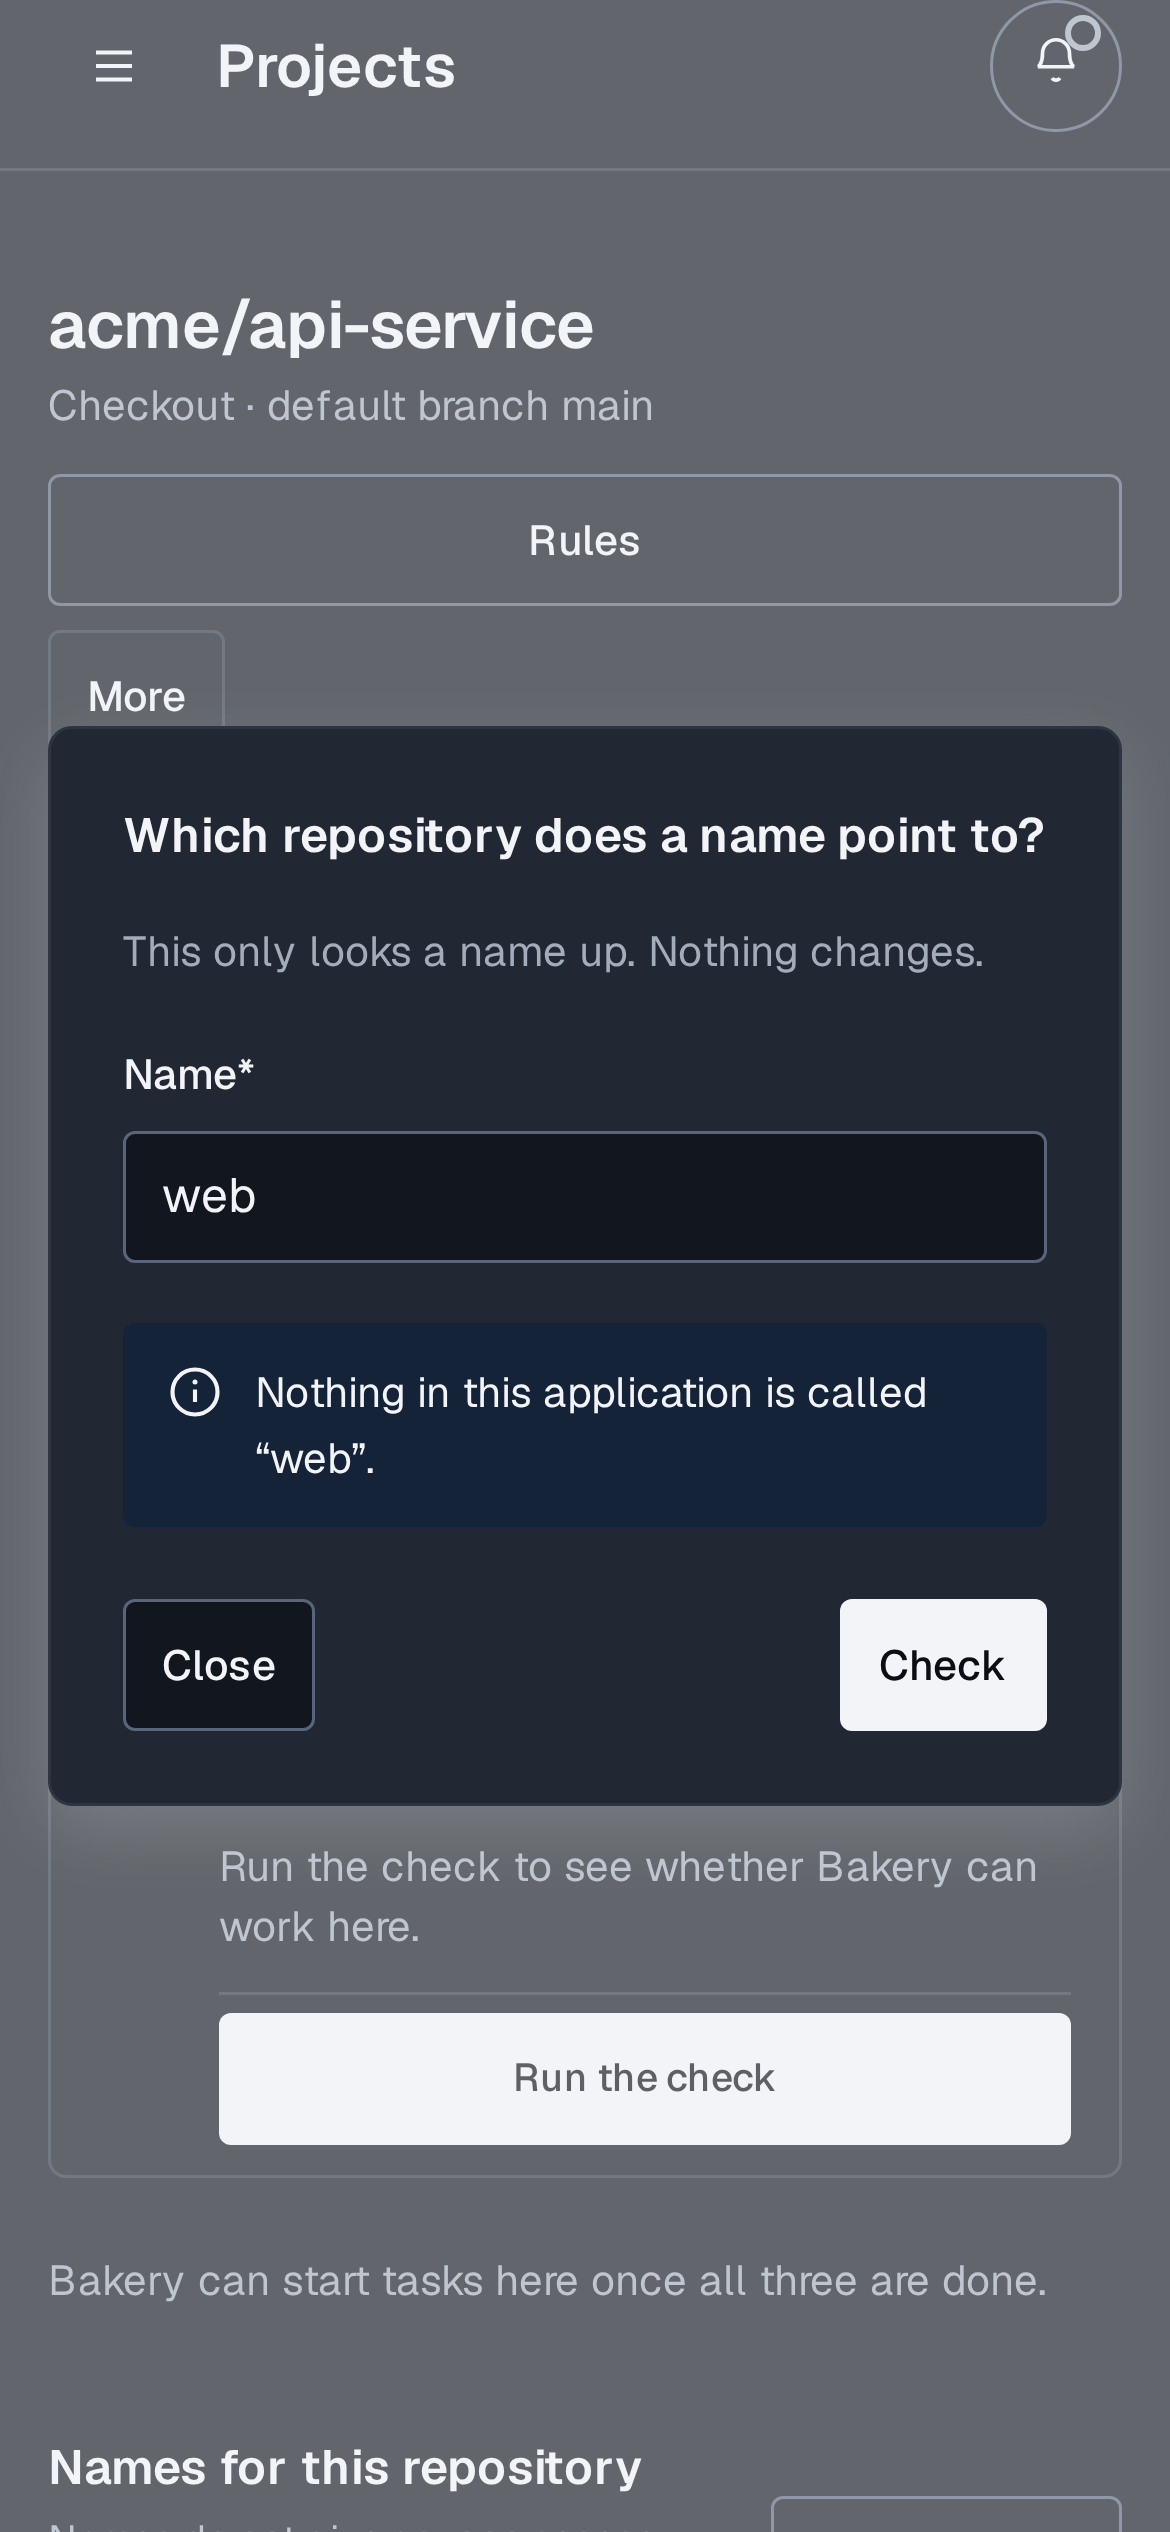 Projects
acme/api-service
Checkout · default branch main
Rules
More
Which repository does a name point to?
This only looks a name up. Nothing changes.
Name*
web
Nothing in this application is called
“web”.
Close
Check
Run the check to see whether Bakery can
work here.
Run the check
Bakery can start tasks here once all three are done.
Names for this repository